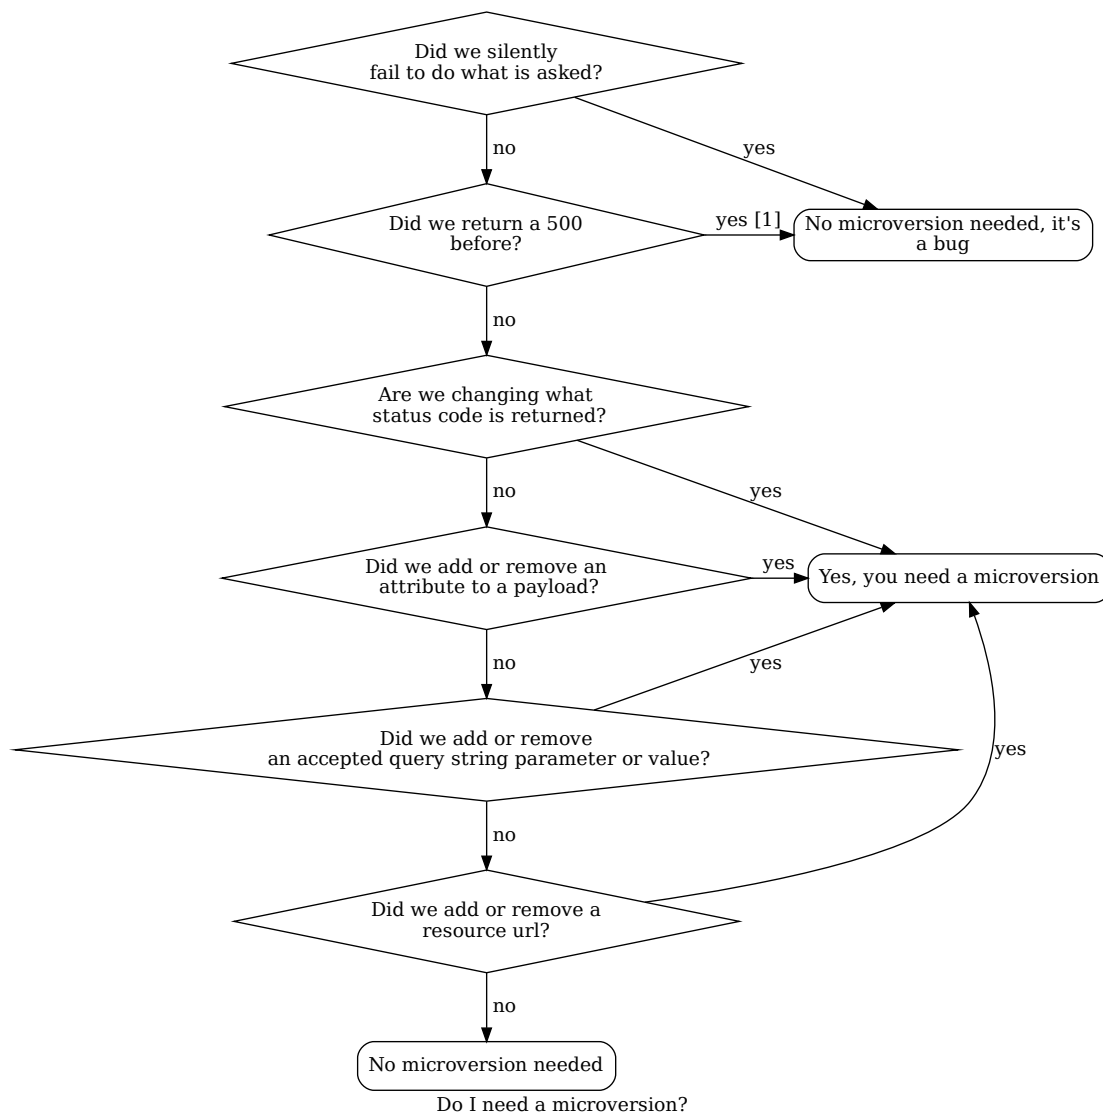 Did we silently
fail to do what is asked?
no
yes
Did we return a 500
before?
yes [1]
No microversion needed, it's
a bug
no
Are we changing what
status code is returned?
no
yes
Did we add or remove an
attribute to a payload?
yes
Yes, you need a microversion
no
yes
Did we add or remove
an accepted query string parameter or value?
yes
no
Did we add or remove a
resource url?
no
No microversion needed
Do I need a microversion?